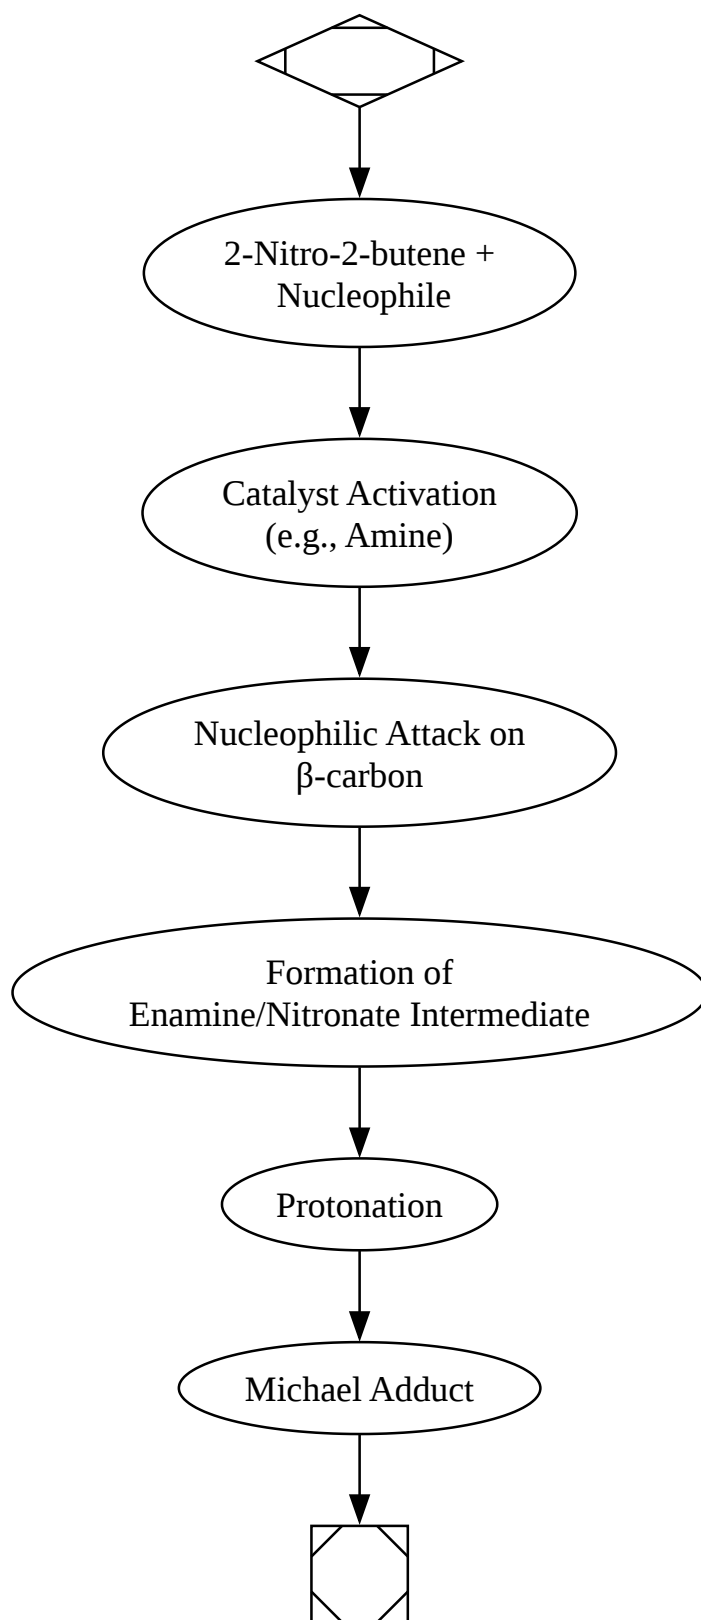 2-Nitro-2-butene +
Nucleophile
Catalyst Activation
(e.g., Amine)
Nucleophilic Attack on
β-carbon
Formation of
Enamine/Nitronate Intermediate
Protonation
Michael Adduct